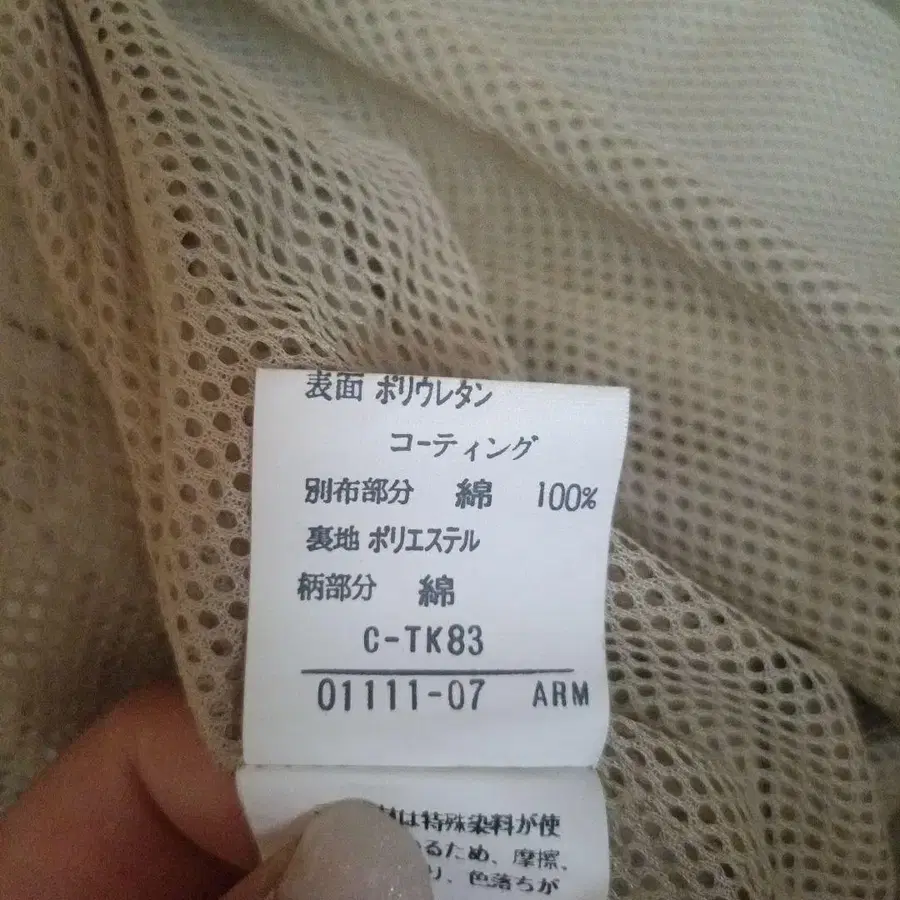 表面 ポリウレタン
コーティング
別布部分 綿 100%
裏地 ポリエステル
柄部分 綿
C-TK83
01111-07 ARM
は特殊染料が使
るため、摩擦、
り、色落ちが